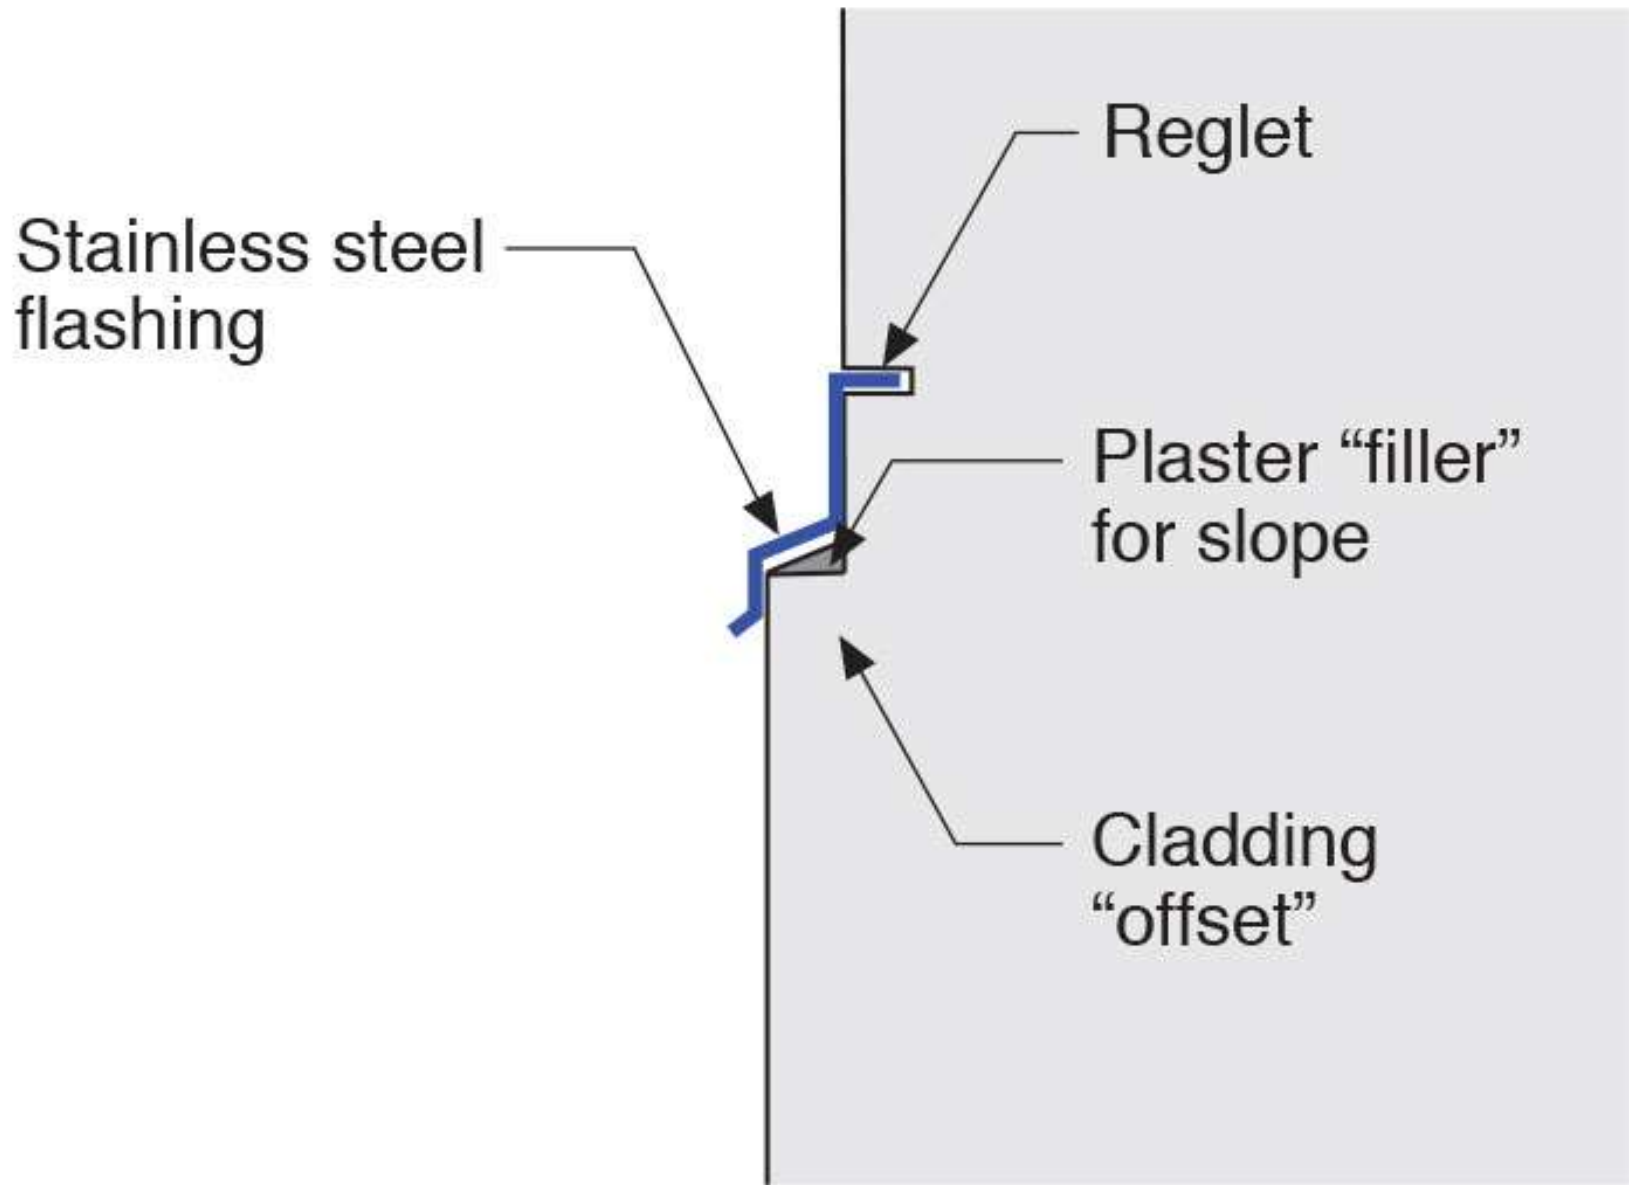 Reglet
Stainless steel
flashing
Plaster “filler”
for slope
Cladding
“offset”